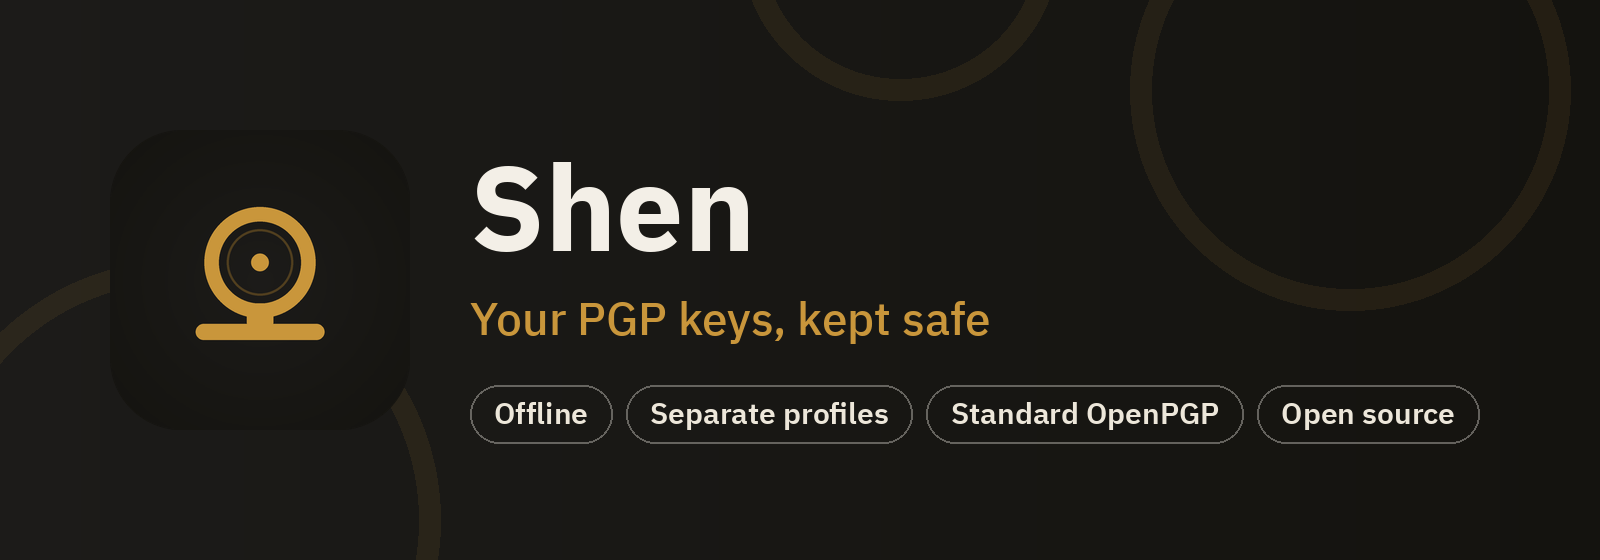 Shen
Your PGP keys, kept safe
Offline Separate profiles Standard OpenPGP Open source